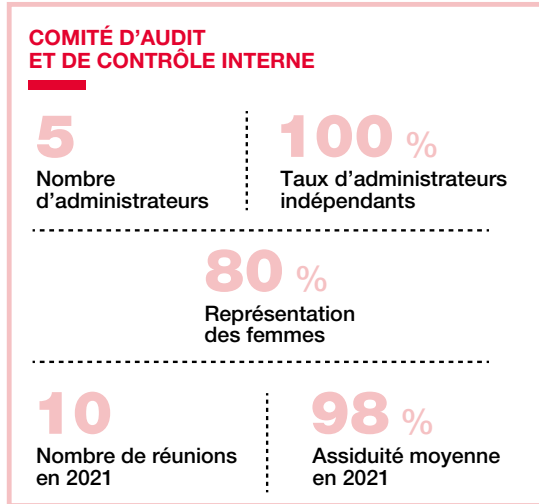 COMITÉ D’AUDIT
ET DE CONTRÔLE INTERNE
5
Nombre
d’administrateurs
100 %
Taux d’administrateurs
indépendants
80 %
Représentation
des femmes
10
Nombre de réunions
en 2021
98 %
Assiduité moyenne
en 2021